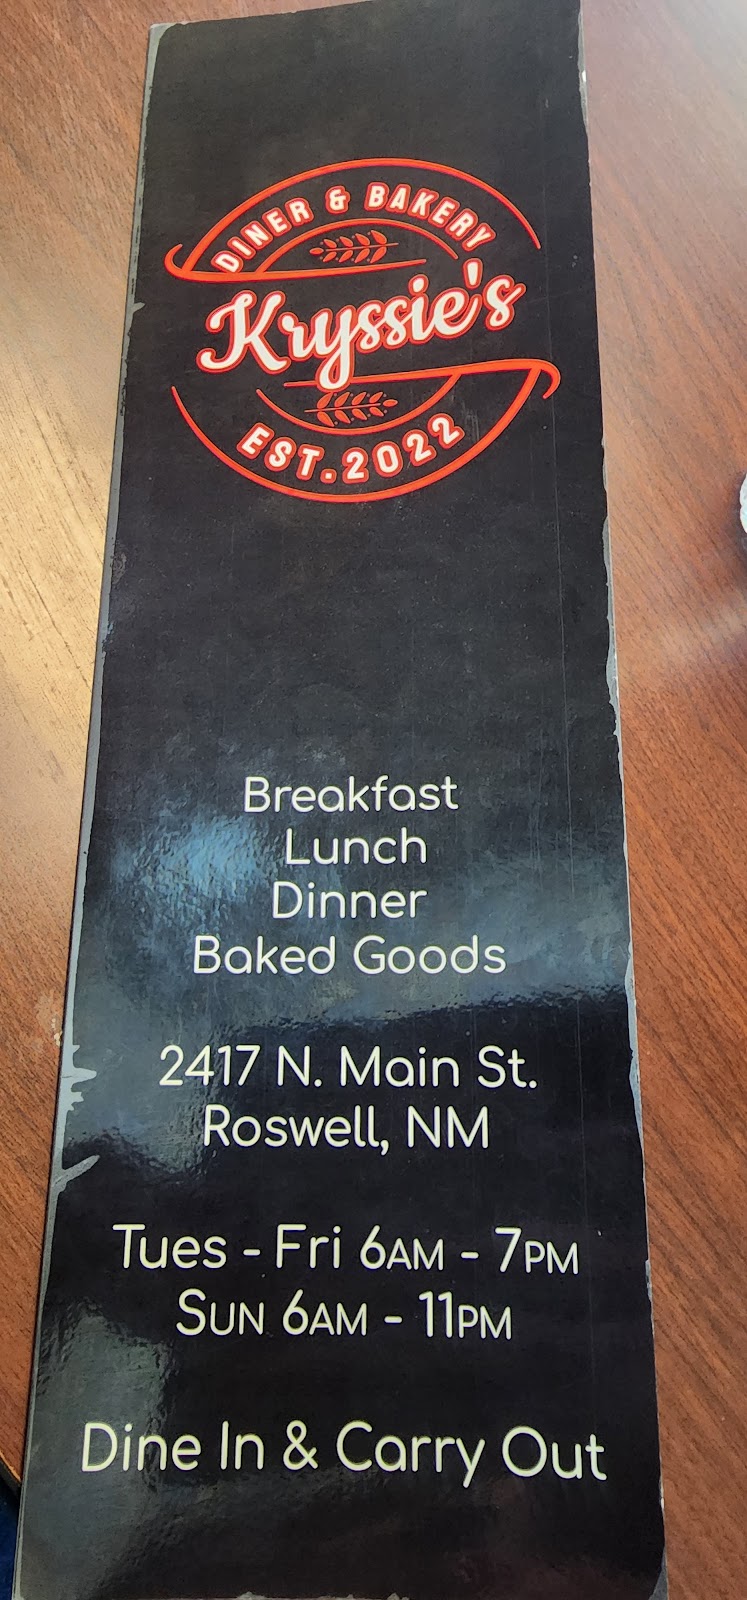 DINER & BAKERY
Kryssie's
EST. 2022
Breakfast
Lunch
Dinner
Baked Goods
2417 N. Main St.
Roswell, NM
Tues - Fri 6AM - 7PM
SUN 6AM - 11PM
Dine In & Carry Out